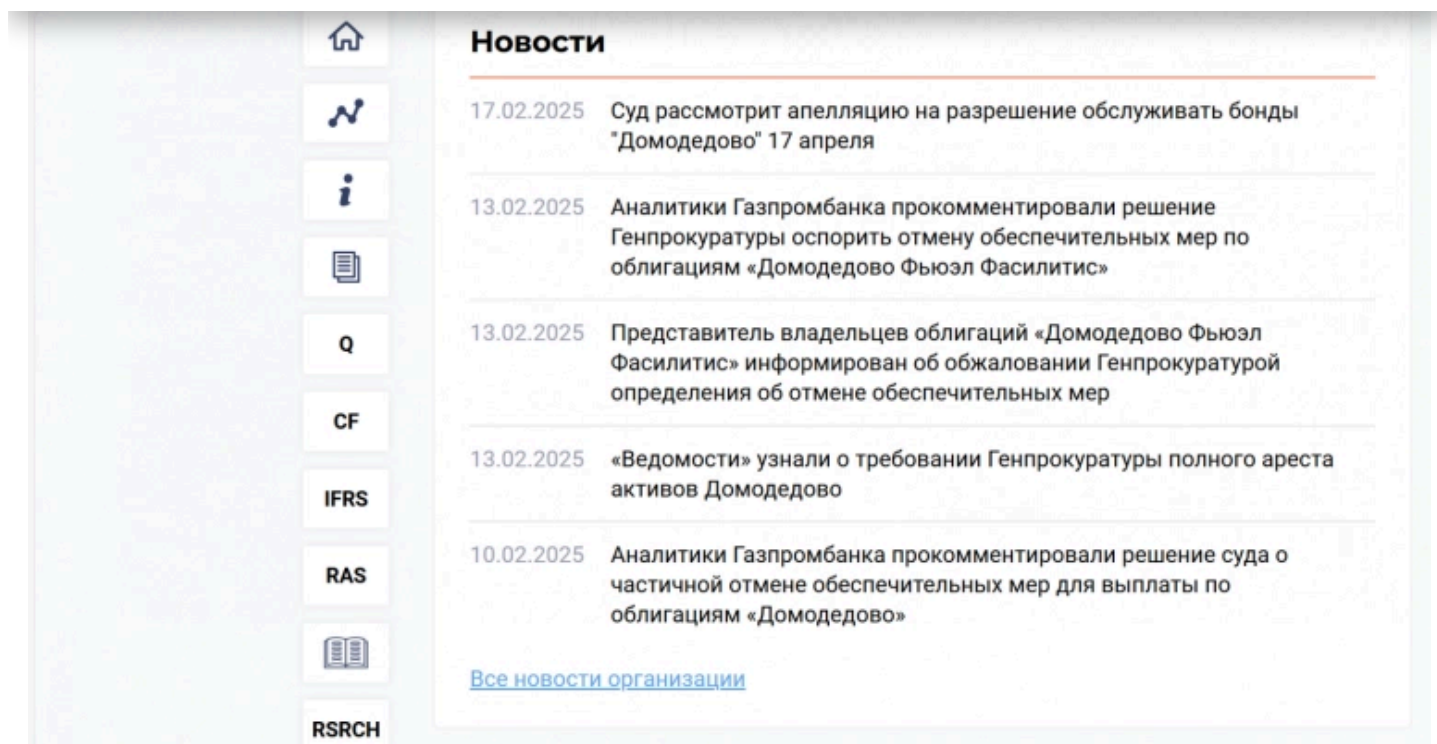 Новости
17.02.2025 Суд рассмотрит апелляцию на разрешение обслуживать бонды
"Домодедово" 17 апреля
13.02.2025 Аналитики Газпромбанка прокомментировали решение
Генпрокуратуры оспорить отмену обеспечительных мер по
облигациям «Домодедово Фьюэл Фасилитис»
Q
13.02.2025 Представитель владельцев облигаций «Домодедово Фьюэл
Фасилитис» информирован об обжаловании Генпрокуратурой
определения об отмене обеспечительных мер
CF
13.02.2025 «Ведомости» узнали о требовании Генпрокуратуры полного ареста
активов Домодедово
IFRS
10.02.2025 Аналитики Газпромбанка прокомментировали решение суда о
частичной отмене обеспечительных мер для выплаты по
облигациям «Домодедово»
RAS
Все новости организации
RSRCH